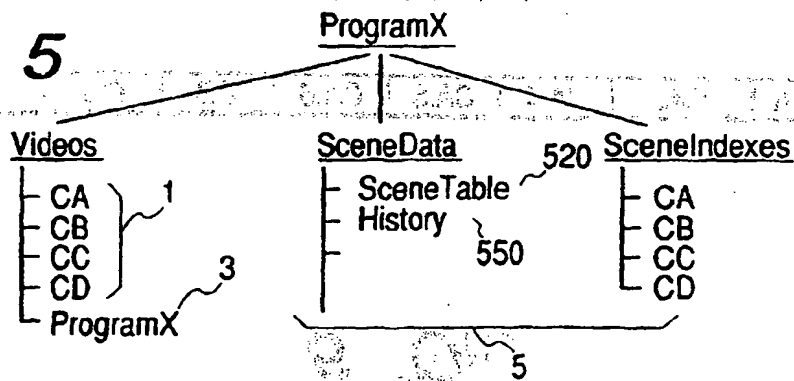 5
ProgramX
Videos
CA
CB
CC
CD
1
ProgramX
3
SceneData
SceneTable
520
History
550
SceneIndexes
CA
CB
CC
CD
5